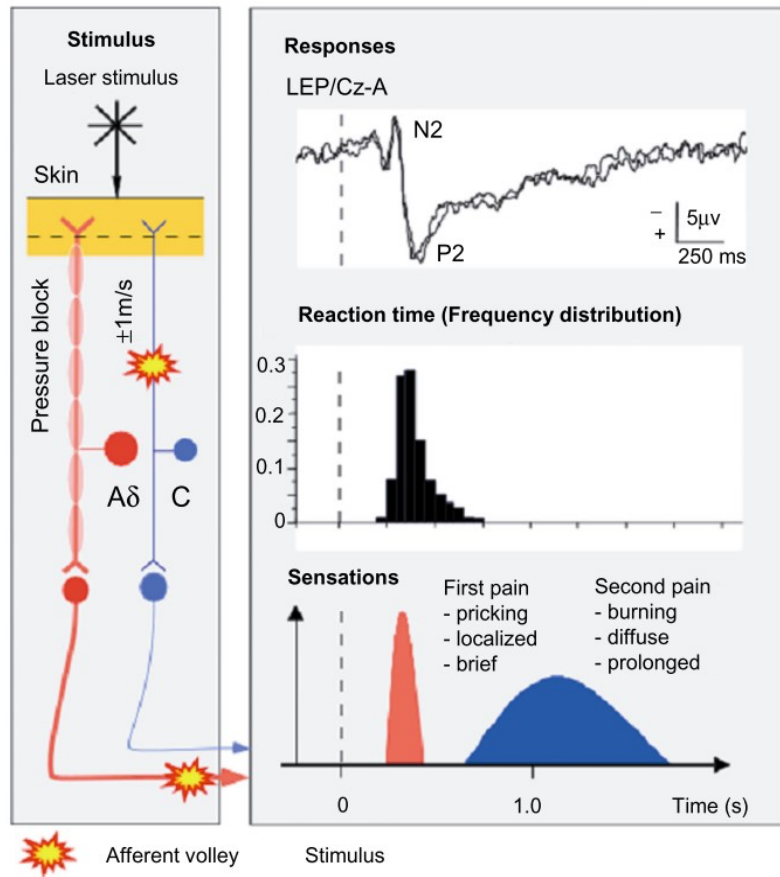 Stimulus
Laser stimulus
Skin
Pressure block
±1m/s
Aδ
C
Responses
LEP/Cz-A
N2
P2
−
+
5μv
250 ms
Reaction time (Frequency distribution)
0.3
0.2
0.1
0
Sensations
First pain
- pricking
- localized
- brief
Second pain
- burning
- diffuse
- prolonged
0
1.0
Time (s)
Afferent volley
Stimulus